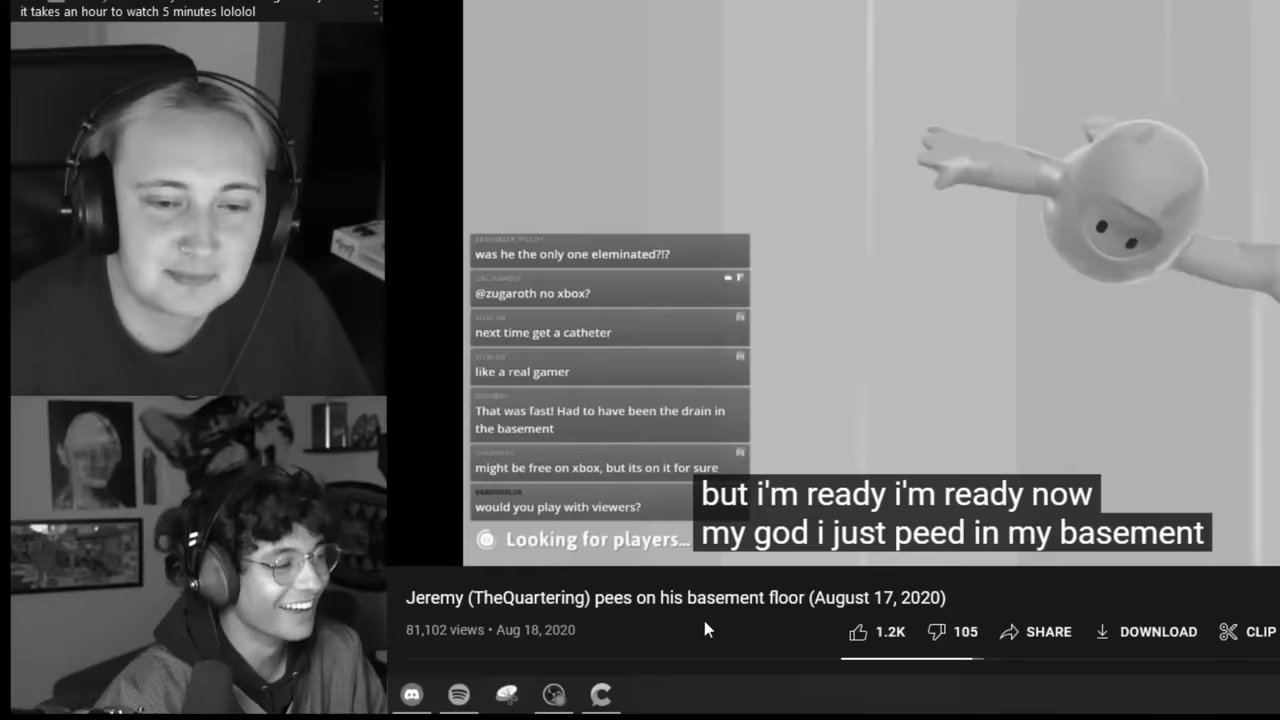 it takes an hour to watch 5 minutes lololol
was he the only one eleminated?!?
@zugaroth no xbox?
next time get a catheter
like a real gamer
That was fast! Had to have been the drain in
the basement
might be free on xbox, but its on it for sure
VARDENBLUE
would you play with viewers?
Looking for players...
but i'm ready i'm ready now
my god i just peed in my basement
Jeremy (TheQuartering) pees on his basement floor (August 17, 2020)
81,102 views • Aug 18, 2020
1.2K
105
SHARE
DOWNLOAD
CLIP